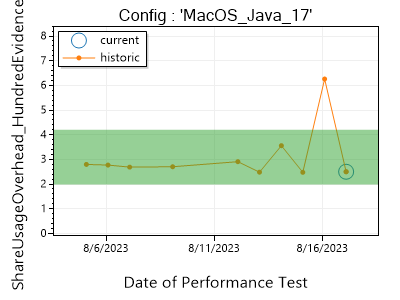 Config : 'MacOS_Java_17'
ShareUsageOverhead_HundredEvidence
current
historic
8
7
6
5
4
3
2
1
0
8/6/2023
8/11/2023
8/16/2023
Date of Performance Test